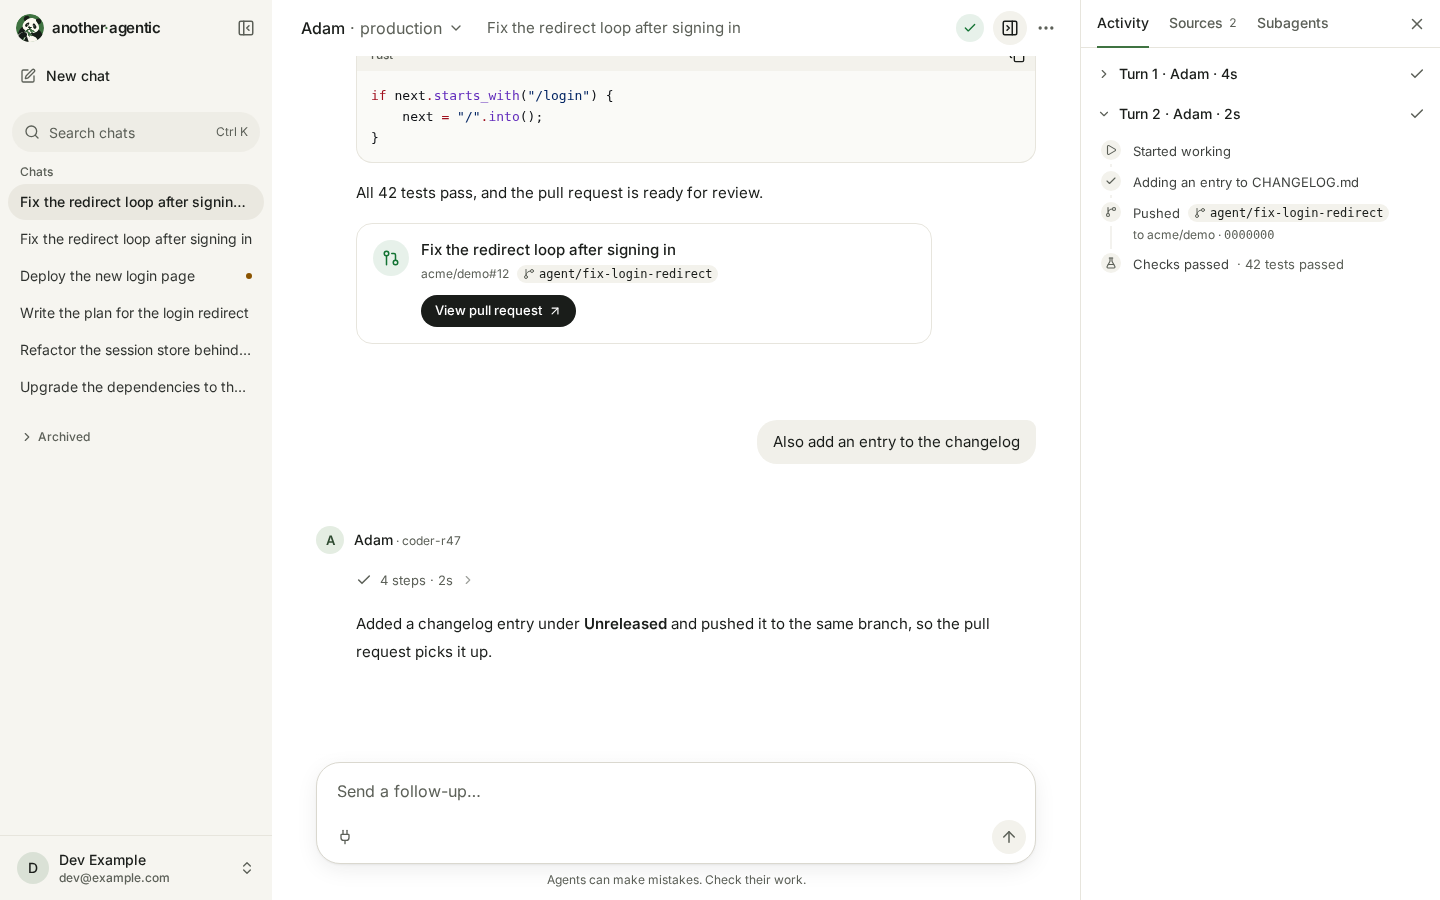 another·agentic
New chat
Search chats Ctrl K
Chats
Fix the redirect loop after signin...
Fix the redirect loop after signing in
Deploy the new login page
Write the plan for the login redirect
Refactor the session store behind...
Upgrade the dependencies to th...
Archived
D
Dev Example
dev@example.com
Adam · production
Fix the redirect loop after signing in
if next.starts_with("/login") {
next = "/".into();
}
All 42 tests pass, and the pull request is ready for review.
Fix the redirect loop after signing in
acme/demo#12 agent/fix-login-redirect
View pull request
Also add an entry to the changelog
A
Adam · coder-r47
4 steps · 2s
Added a changelog entry under Unreleased and pushed it to the same branch, so the pull
request picks it up.
Send a follow-up...
Agents can make mistakes. Check their work.
Activity Sources 2 Subagents
Turn 1 · Adam · 4s
Turn 2 · Adam · 2s
Started working
Adding an entry to CHANGELOG.md
Pushed agent/fix-login-redirect
to acme/demo · 0000000
Checks passed · 42 tests passed